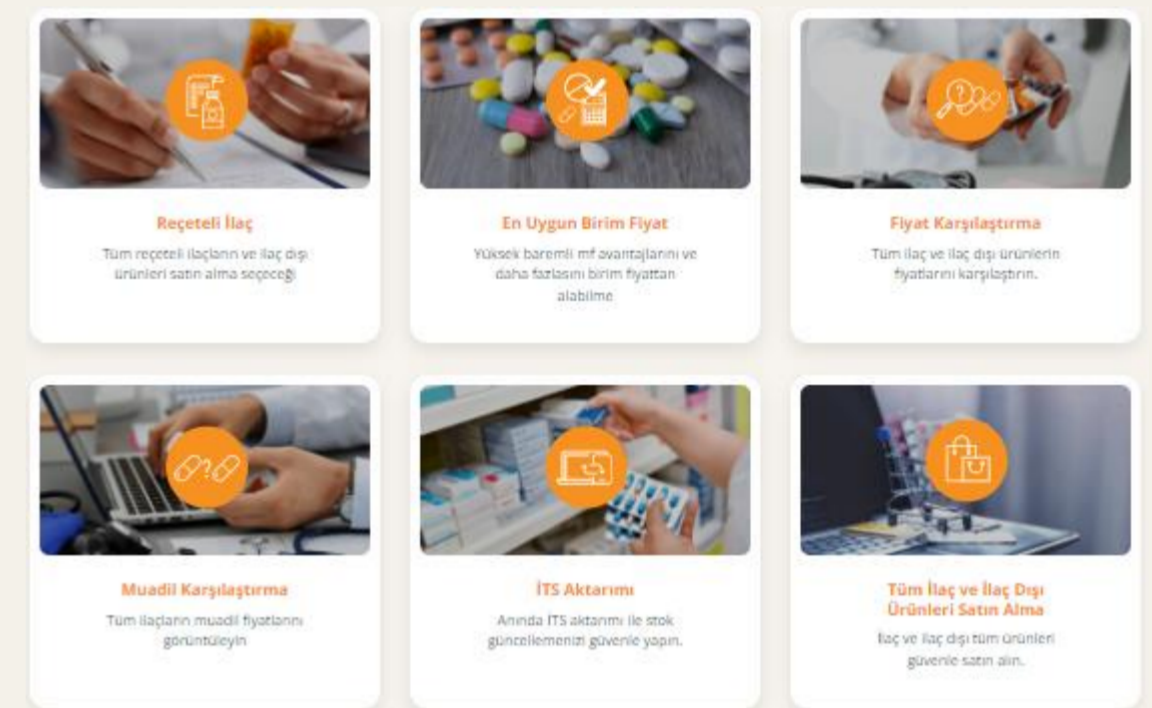 Reçeteli İlaç
Tüm reçeteli ilaçların ve ilaç dışı
ürünleri satın alma seçeceği
En Uygun Birim Fiyat
Yüksek baremli mf avantajlarını ve
daha fazlasını birim fiyattan
alabilme
Fiyat Karşılaştırma
Tüm ilaç ve ilaç dışı ürünlerin
fiyatlarını karşılaştırın.
Muadil Karşılaştırma
Tüm ilaçların muadil fiyatlarını
görüntüleyin
İTS Aktarımı
Anında İTS aktarımı ile stok
güncellemenizi güvenle yapın.
Tüm İlaç ve İlaç Dışı
Ürünleri Satın Alma
İlaç ve ilaç dışı tüm ürünleri
güvenle satın alın.